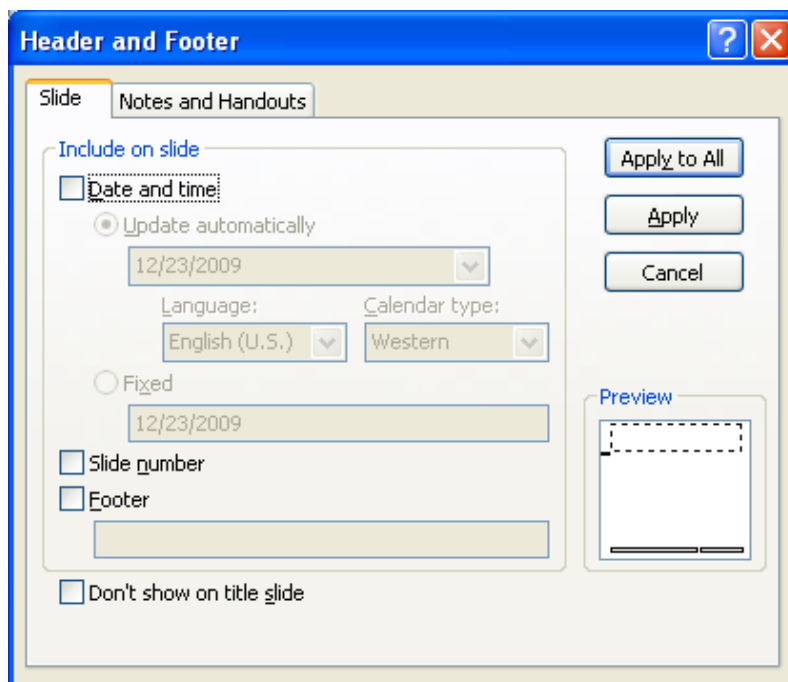 Header and Footer
Slide
Notes and Handouts
Include on slide
Date and time
Update automatically
12/23/2009
Language:
Calendar type:
English (U.S.)
Western
Fixed
12/23/2009
Slide number
Footer
Don't show on title slide
Apply to All
Apply
Cancel
Preview